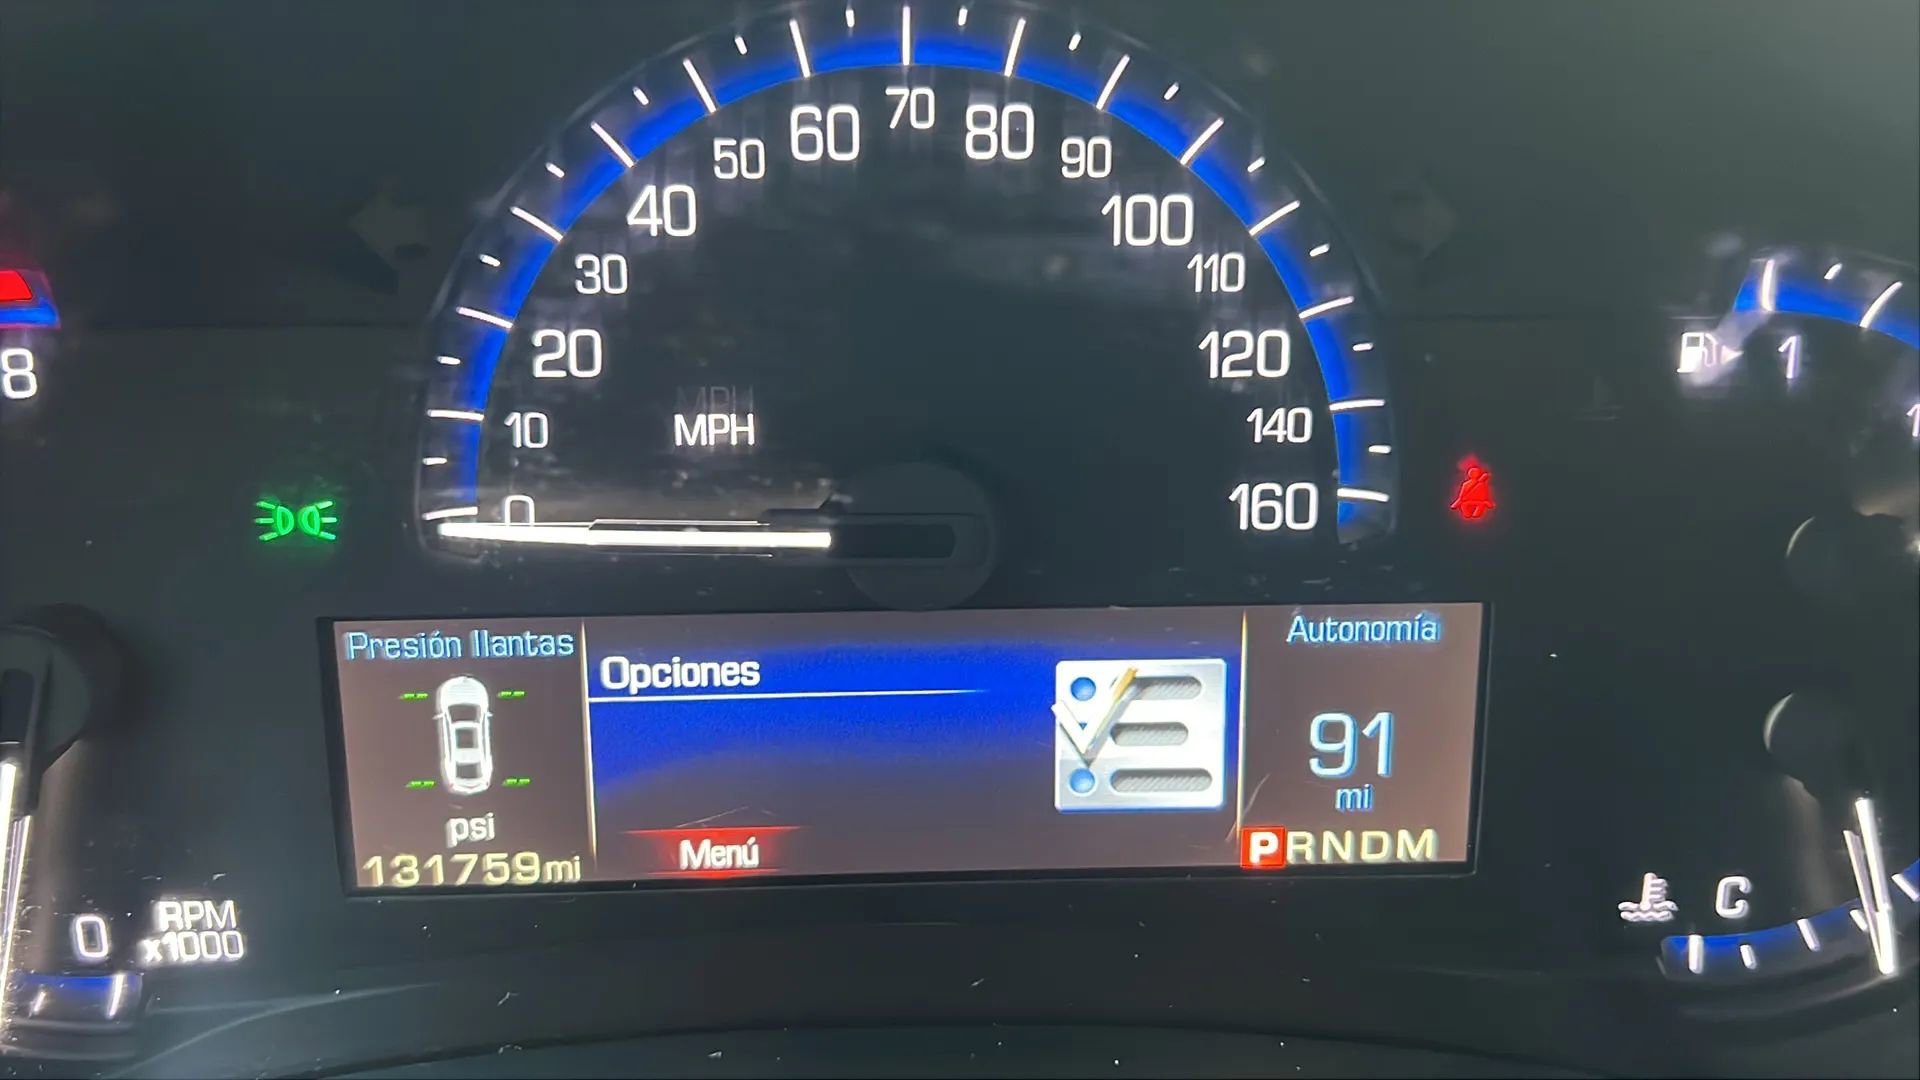 70
60
80
50
90
40
100
30
110
20
120
MPH
10
140
0
160
8
1
Presión llantas
Opciones
Autonomía
-- --
-- --
91
mi
psi
131759mi
Menú
PRNDM
0
RPM
x1000
C